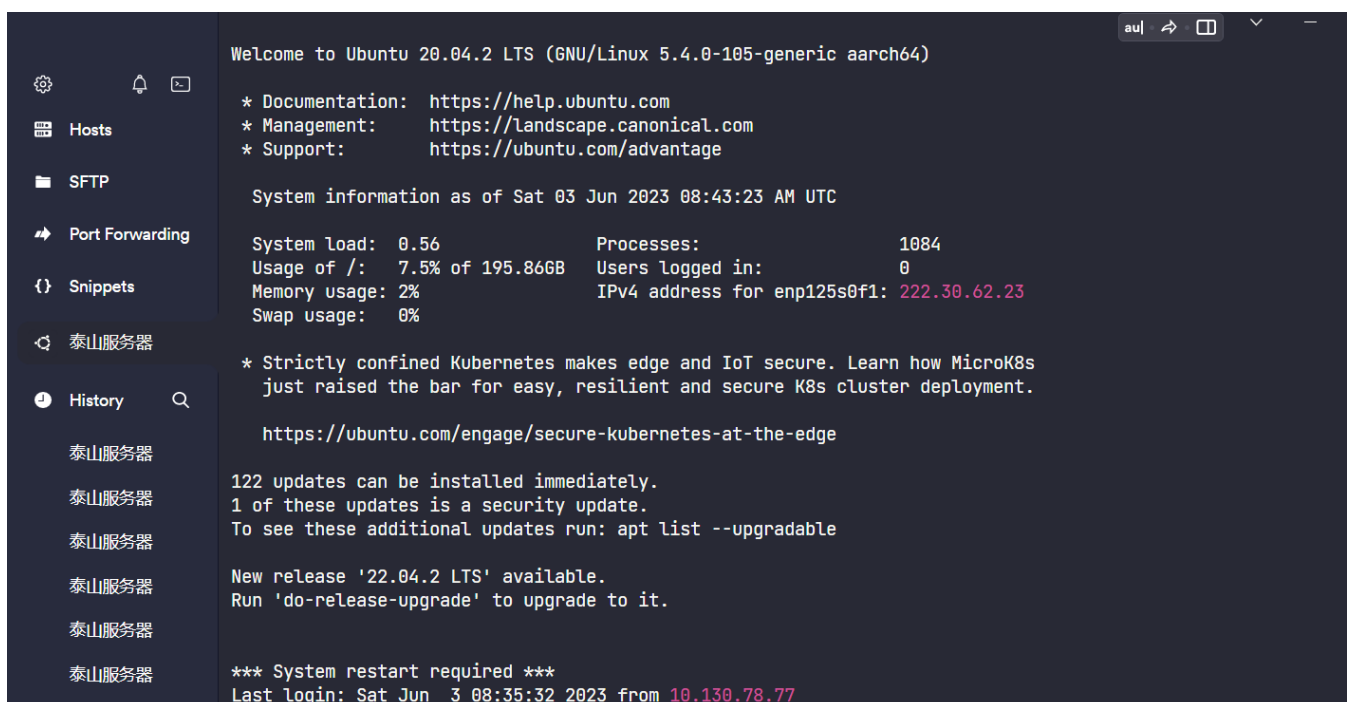 au|
Welcome to Ubuntu 20.04.2 LTS (GNU/Linux 5.4.0-105-generic aarch64)
* Documentation:  https://help.ubuntu.com
* Management:     https://landscape.canonical.com
* Support:        https://ubuntu.com/advantage
System information as of Sat 03 Jun 2023 08:43:23 AM UTC
System load:  0.56               Processes:                   1084
Usage of /:   7.5% of 195.86GB   Users logged in:             0
Memory usage: 2%                 IPv4 address for enp125s0f1: 222.30.62.23
Swap usage:   0%
* Strictly confined Kubernetes makes edge and IoT secure. Learn how MicroK8s
just raised the bar for easy, resilient and secure K8s cluster deployment.
https://ubuntu.com/engage/secure-kubernetes-at-the-edge
122 updates can be installed immediately.
1 of these updates is a security update.
To see these additional updates run: apt list --upgradable
New release '22.04.2 LTS' available.
Run 'do-release-upgrade' to upgrade to it.
*** System restart required ***
Last login: Sat Jun  3 08:35:32 2023 from 10.130.78.77
Hosts
SFTP
Port Forwarding
{} Snippets
泰山服务器
History
泰山服务器
泰山服务器
泰山服务器
泰山服务器
泰山服务器
泰山服务器